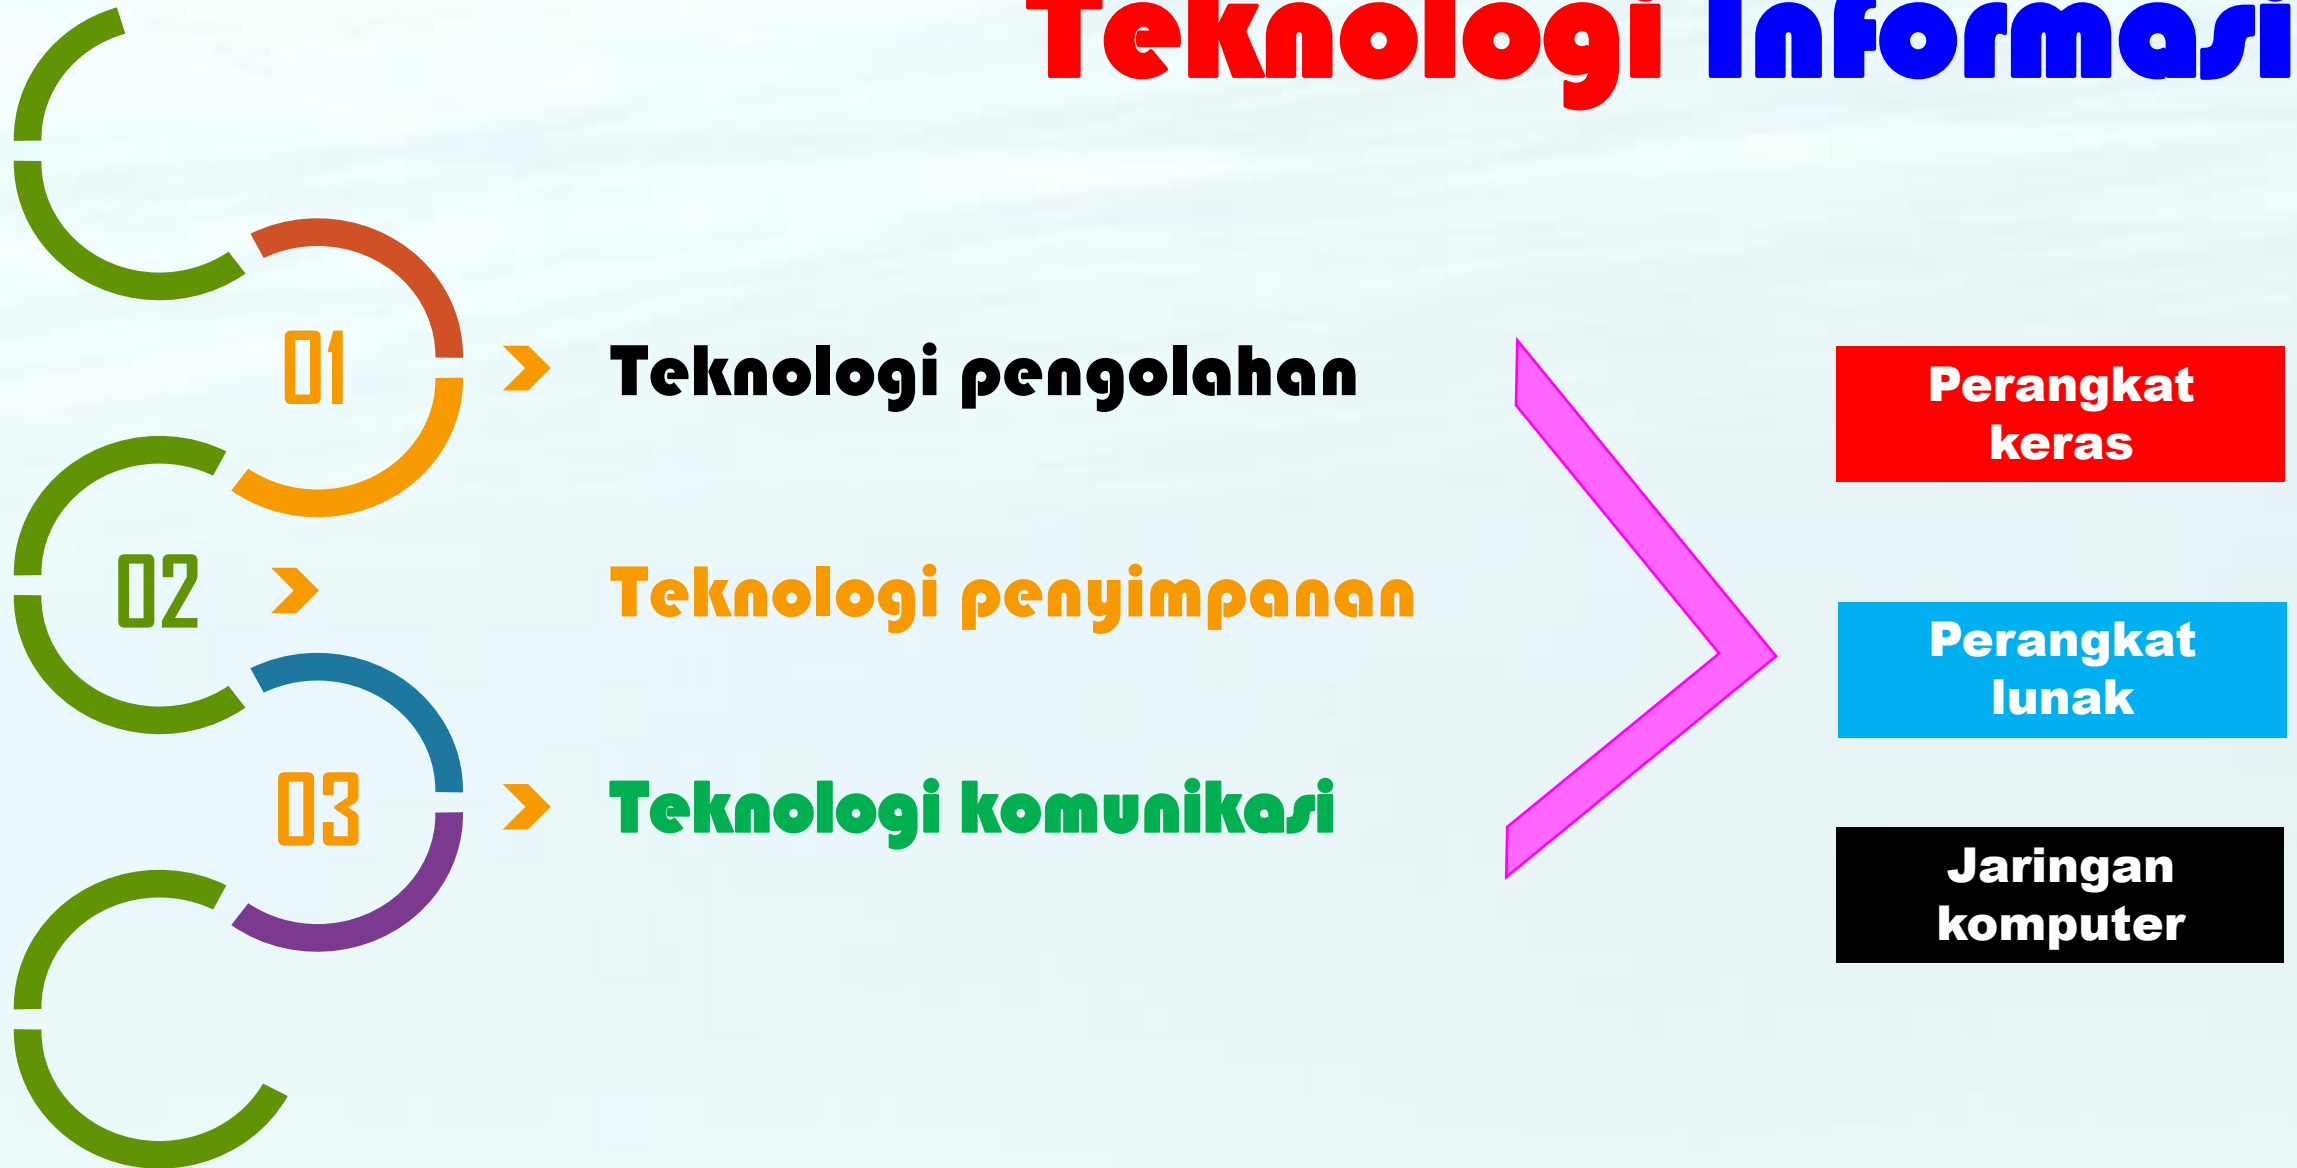 Teknologi Informasi
01
Teknologi pengolahan
02
Teknologi penyimpanan
03
Teknologi komunikasi
Perangkat
keras
Perangkat
lunak
Jaringan
komputer